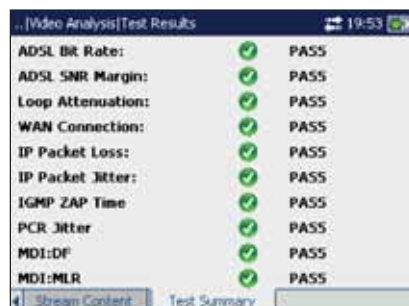 ..|Video Analysis|Test Results 19:53
ADSL Bit Rate: PASS
ADSL SNR Margin: PASS
Loop Attenuation: PASS
WAN Connection: PASS
IP Packet Loss: PASS
IP Packet Jitter: PASS
IGMP ZAP Time PASS
PCR Jitter PASS
MDI:DF PASS
MDI:MLR PASS
Stream Content Test Summary